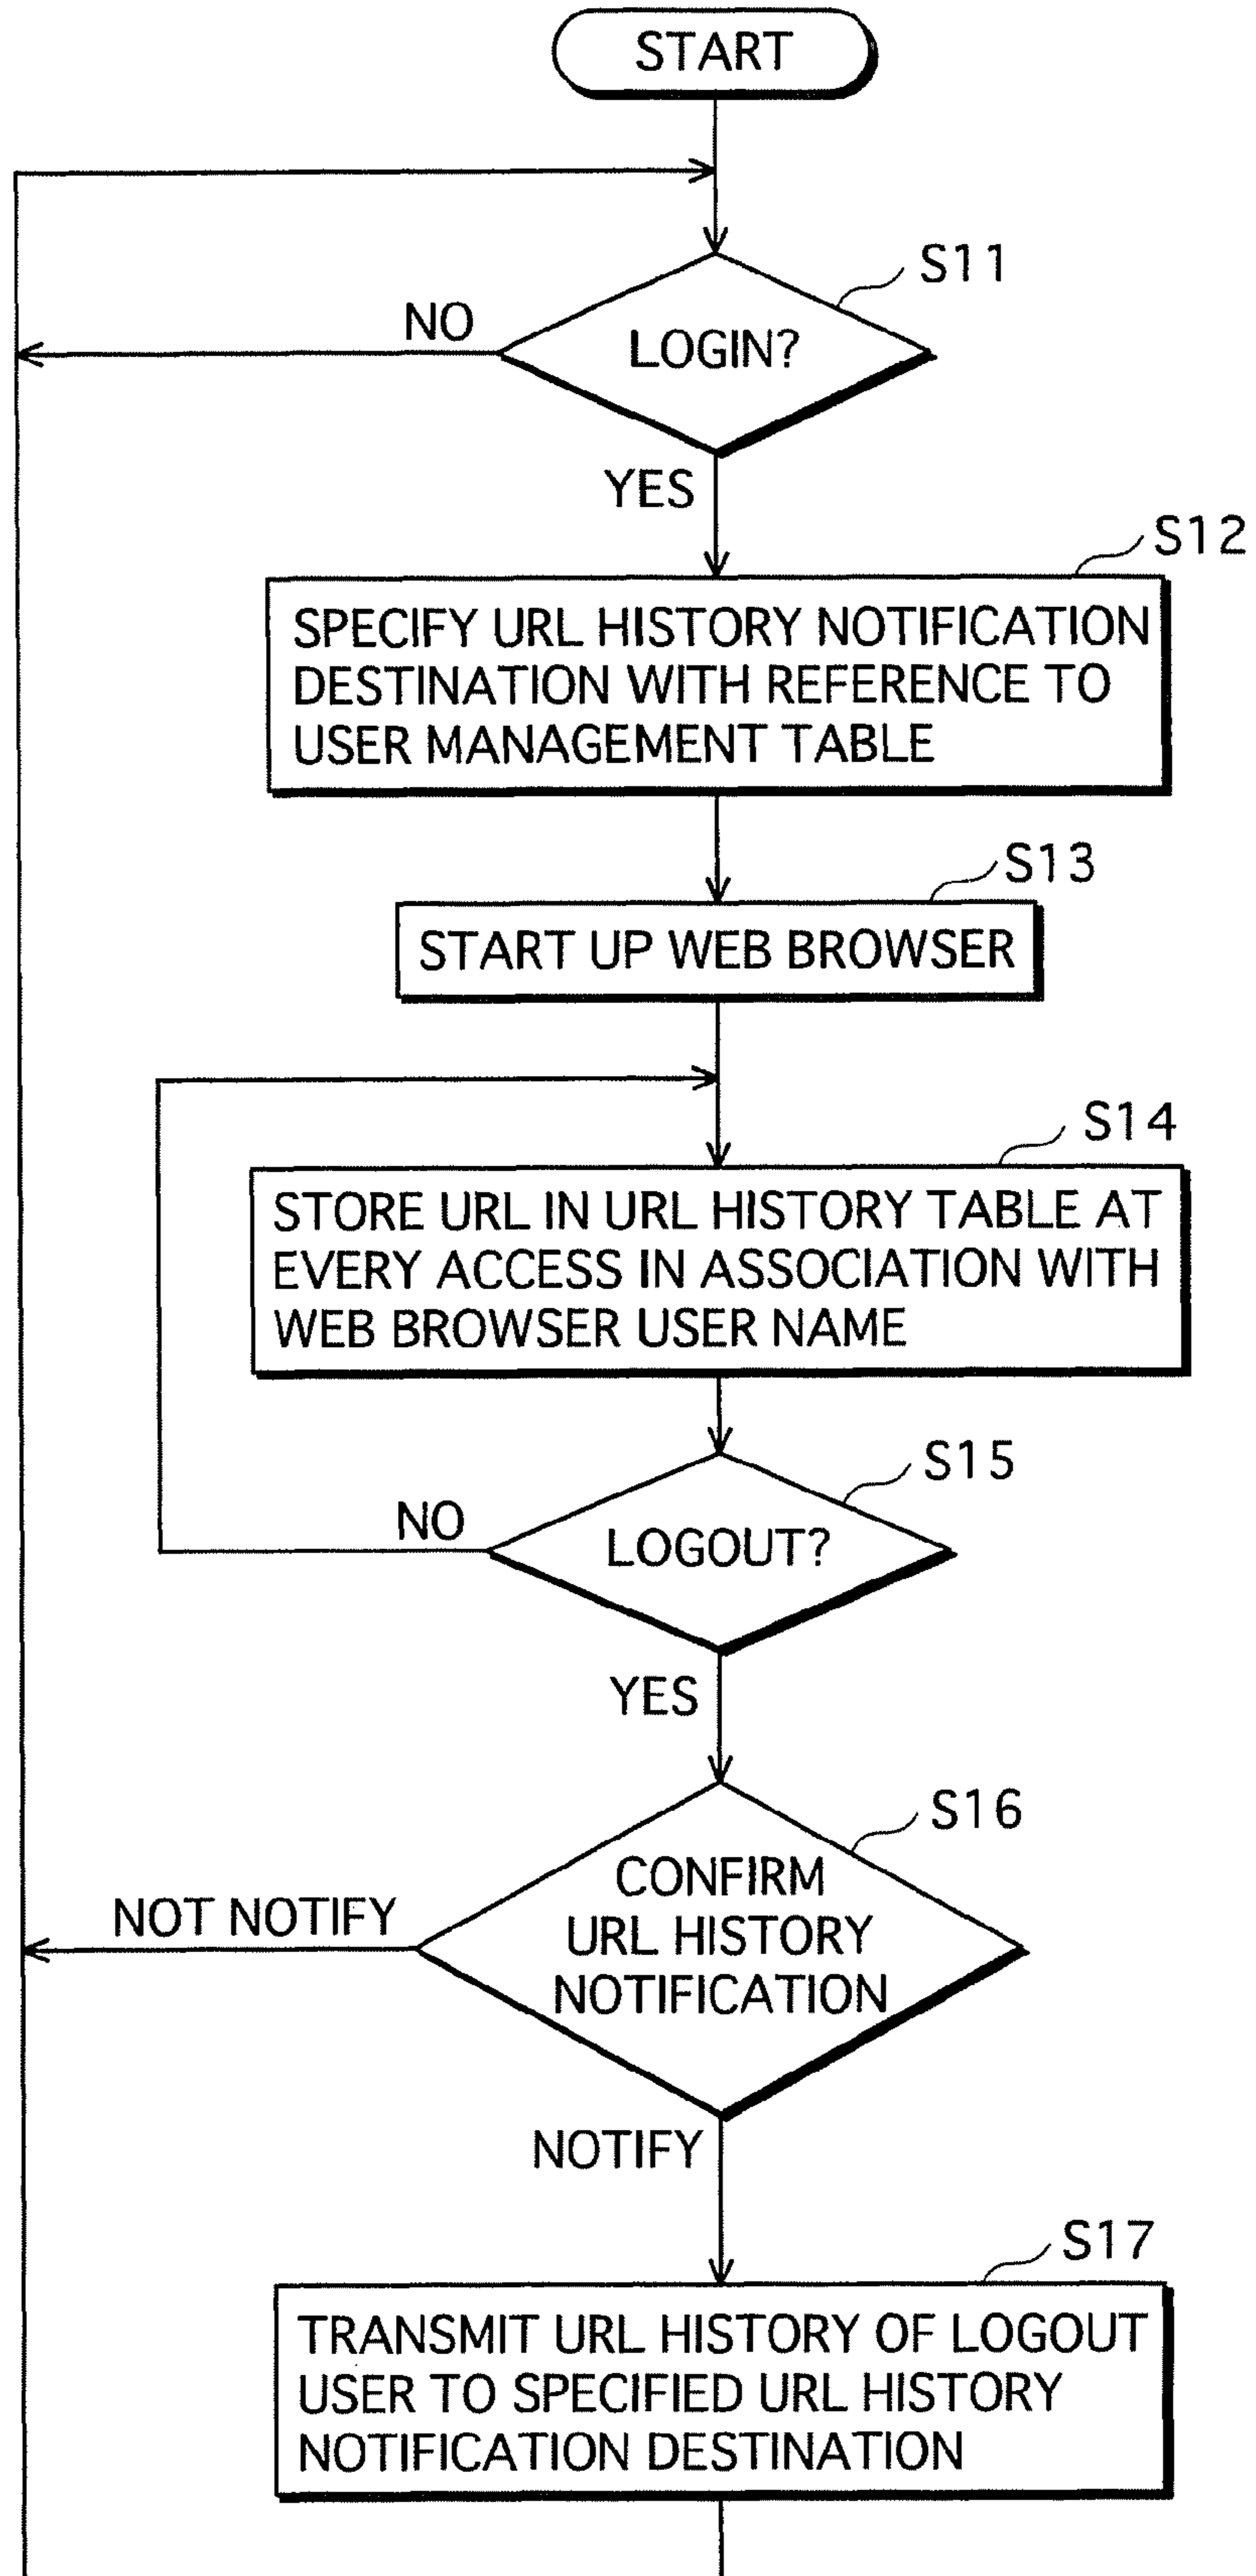 START
S11
NO
LOGIN?
YES
S12
SPECIFY URL HISTORY NOTIFICATION
DESTINATION WITH REFERENCE TO
USER MANAGEMENT TABLE
S13
START UP WEB BROWSER
S14
STORE URL IN URL HISTORY TABLE AT
EVERY ACCESS IN ASSOCIATION WITH
WEB BROWSER USER NAME
S15
NO
LOGOUT?
YES
S16
CONFIRM
URL HISTORY
NOTIFICATION
NOT NOTIFY
NOTIFY
S17
TRANSMIT URL HISTORY OF LOGOUT
USER TO SPECIFIED URL HISTORY
NOTIFICATION DESTINATION